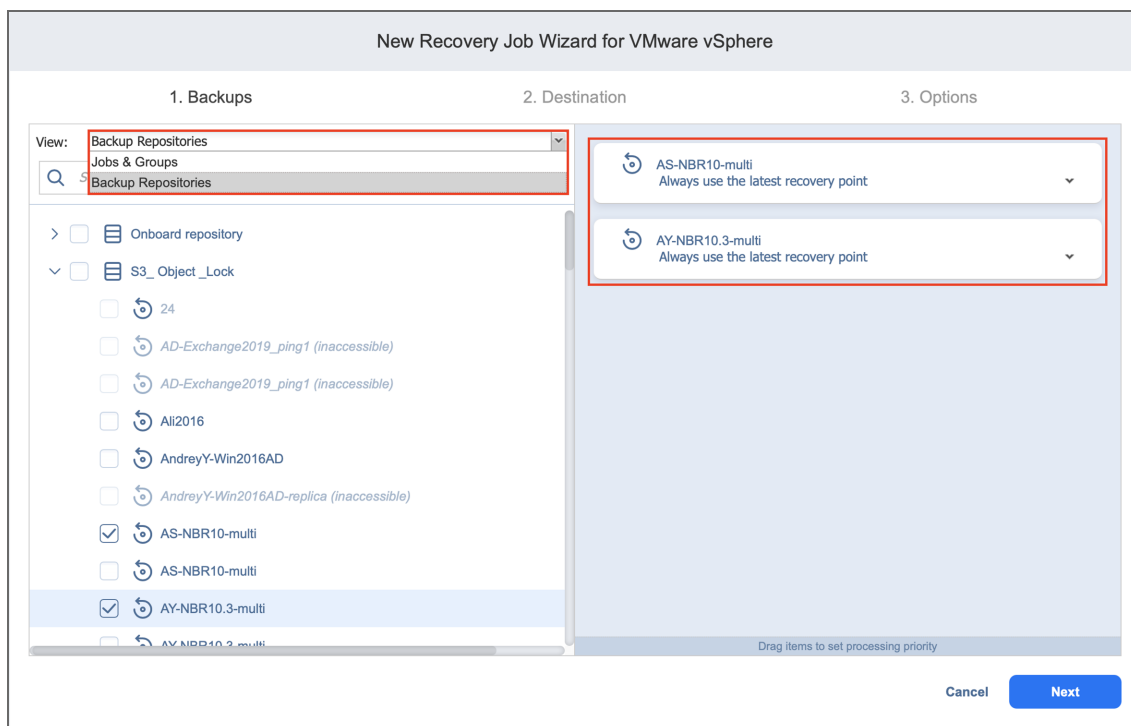 New Recovery Job Wizard for VMware vSphere
1. Backups
2. Destination
3. Options
View:
Backup Repositories
Jobs & Groups
Backup Repositories
Onboard repository
S3_ Object _Lock
24
AD-Exchange2019_ping1 (inaccessible)
AD-Exchange2019_ping1 (inaccessible)
Ali2016
AndreyY-Win2016AD
AndreyY-Win2016AD-replica (inaccessible)
AS-NBR10-multi
AS-NBR10-multi
AY-NBR10.3-multi
AY-NBR10.3-multi
AS-NBR10-multi
Always use the latest recovery point
AY-NBR10.3-multi
Always use the latest recovery point
Drag items to set processing priority
Cancel
Next